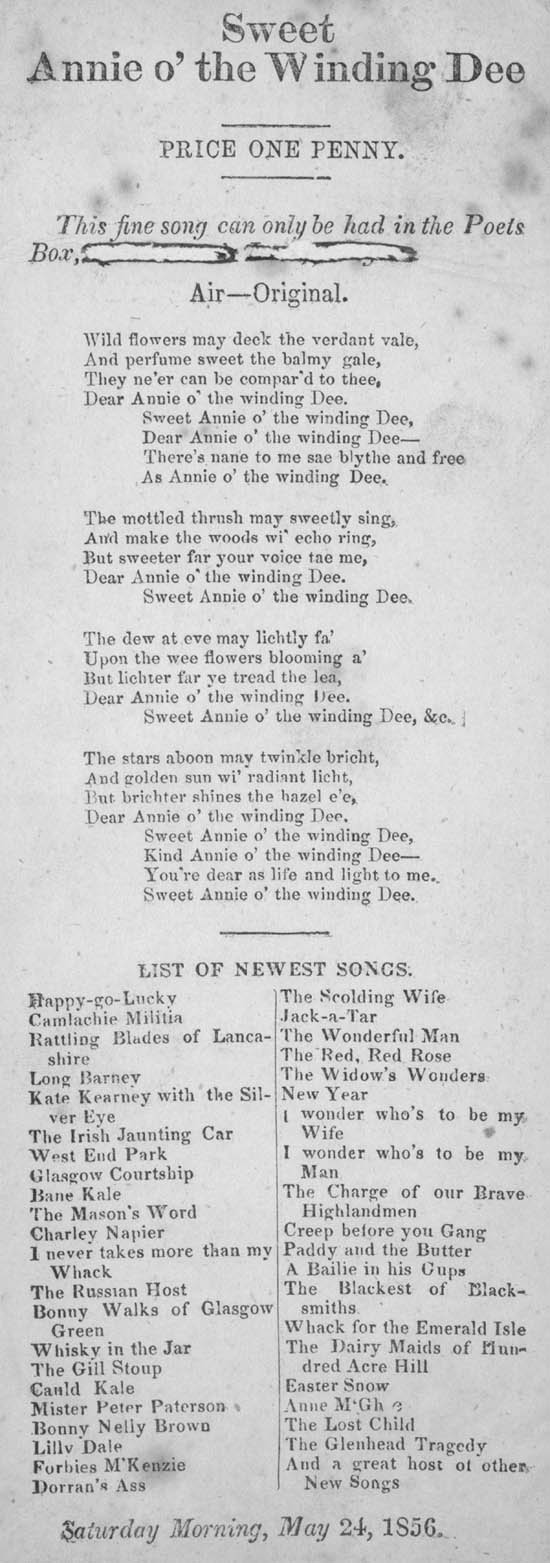 Sweet
Annie o' the Winding Dee
PRICE ONE PENNY.
This fine song can only be had in the Poets
Box,
Air—Original.
Wild flowers may deck the verdant vale,
And perfume sweet the balmy gale,
They ne'er can be compar'd to thee,
Dear Annie o' the winding Dee.
Sweet Annie o' the winding Dee,
Dear Annie o' the winding Dee—
There's nane to me sae blythe and free
As Annie o' the winding Dee.
The mottled thrush may sweetly sing,
And make the woods wi' echo ring,
But sweeter far your voice tae me,
Dear Annie o' the winding Dee.
Sweet Annie o' the winding Dee.
The dew at eve may lichtly fa'
Upon the wee flowers blooming a'
But lichter far ye tread the lea,
Dear Annie o' the winding Dee.
Sweet Annie o' the winding Dee, &c.
The stars aboon may twinkle bricht,
And golden sun wi' radiant licht,
But brichter shines the hazel e'e,
Dear Annie o' the winding Dee.
Sweet Annie o' the winding Dee,
Kind Annie o' the winding Dee—
You're dear as life and light to me.
Sweet Annie o' the winding Dee.
LIST OF NEWEST SONGS.
Happy-go-Lucky
Camlachie Militia
Rattling Blades of Lanca-
shire
Long Barney
Kate Kearney with the Sil-
ver Eye
The Irish Jaunting Car
West End Park
Glasgow Courtship
Bane Kale
The Mason's Word
Charley Napier
I never takes more than my
Whack
The Russian Host
Bonny Walks of Glasgow
Green
Whisky in the Jar
The Gill Stoup
Cauld Kale
Mister Peter Paterson
Bonny Nelly Brown
Lilly Dale
Forbies M'Kenzie
Dorran's Ass
The Scolding Wife
Jack-a-Tar
The Wonderful Man
The Red, Red Rose
The Widow's Wonders
New Year
I wonder who's to be my
Wife
I wonder who's to be my
Man
The Charge of our Brave
Highlandmen
Creep before you Gang
Paddy and the Butter
A Bailie in his Cups
The Blackest of Black-
smiths
Whack for the Emerald Isle
The Dairy Maids of Hun-
dred Acre Hill
Easter Snow
Anne M'Ghie
The Lost Child
The Glenhead Tragedy
And a great host of other
New Songs
Saturday Morning, May 24, 1856.